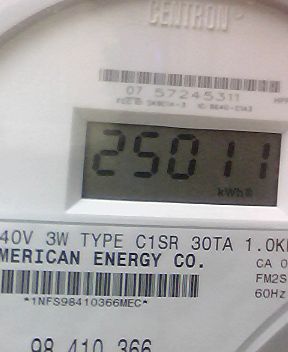 CENTRON
07 57245311
25011
kWh
40V 3W TYPE C1SR 30TA 1.0K
MERICAN ENERGY CO.
CA 0
FM2S
60Hz
*1NFS98410366MEC*
98 410 366